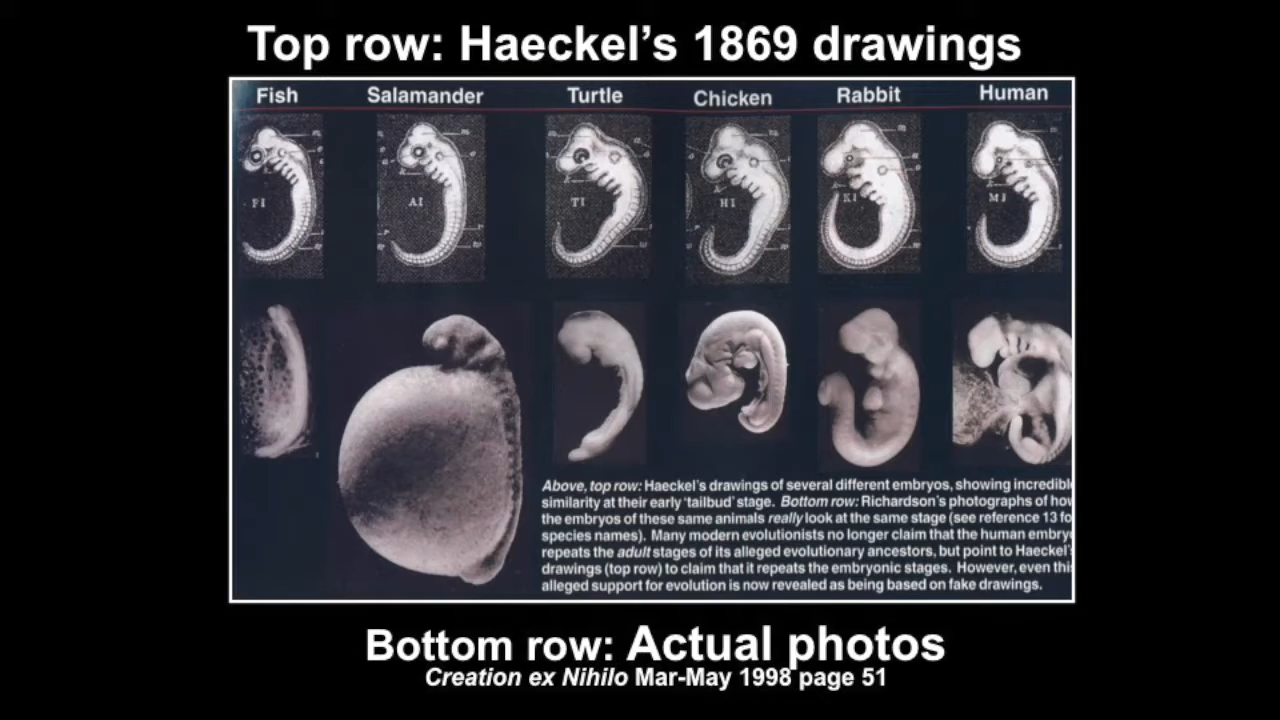 Top row: Haeckel's 1869 drawings
Fish Salamander Turtle Chicken Rabbit Human
FI AI TI HI KI MI
Above, top row: Haeckel's drawings of several different embryos, showing incredibl
similarity at their early 'tailbud' stage. Bottom row: Richardson's photographs of how
the embryos of these same animals really look at the same stage (see reference 13 fo
species names). Many modern evolutionists no longer claim that the human embry
repeats the adult stages of its alleged evolutionary ancestors, but point to Haeckel's
drawings (top row) to claim that it repeats the embryonic stages. However, even thi
alleged support for evolution is now revealed as being based on fake drawings.
Bottom row: Actual photos
Creation ex Nihilo Mar-May 1998 page 51